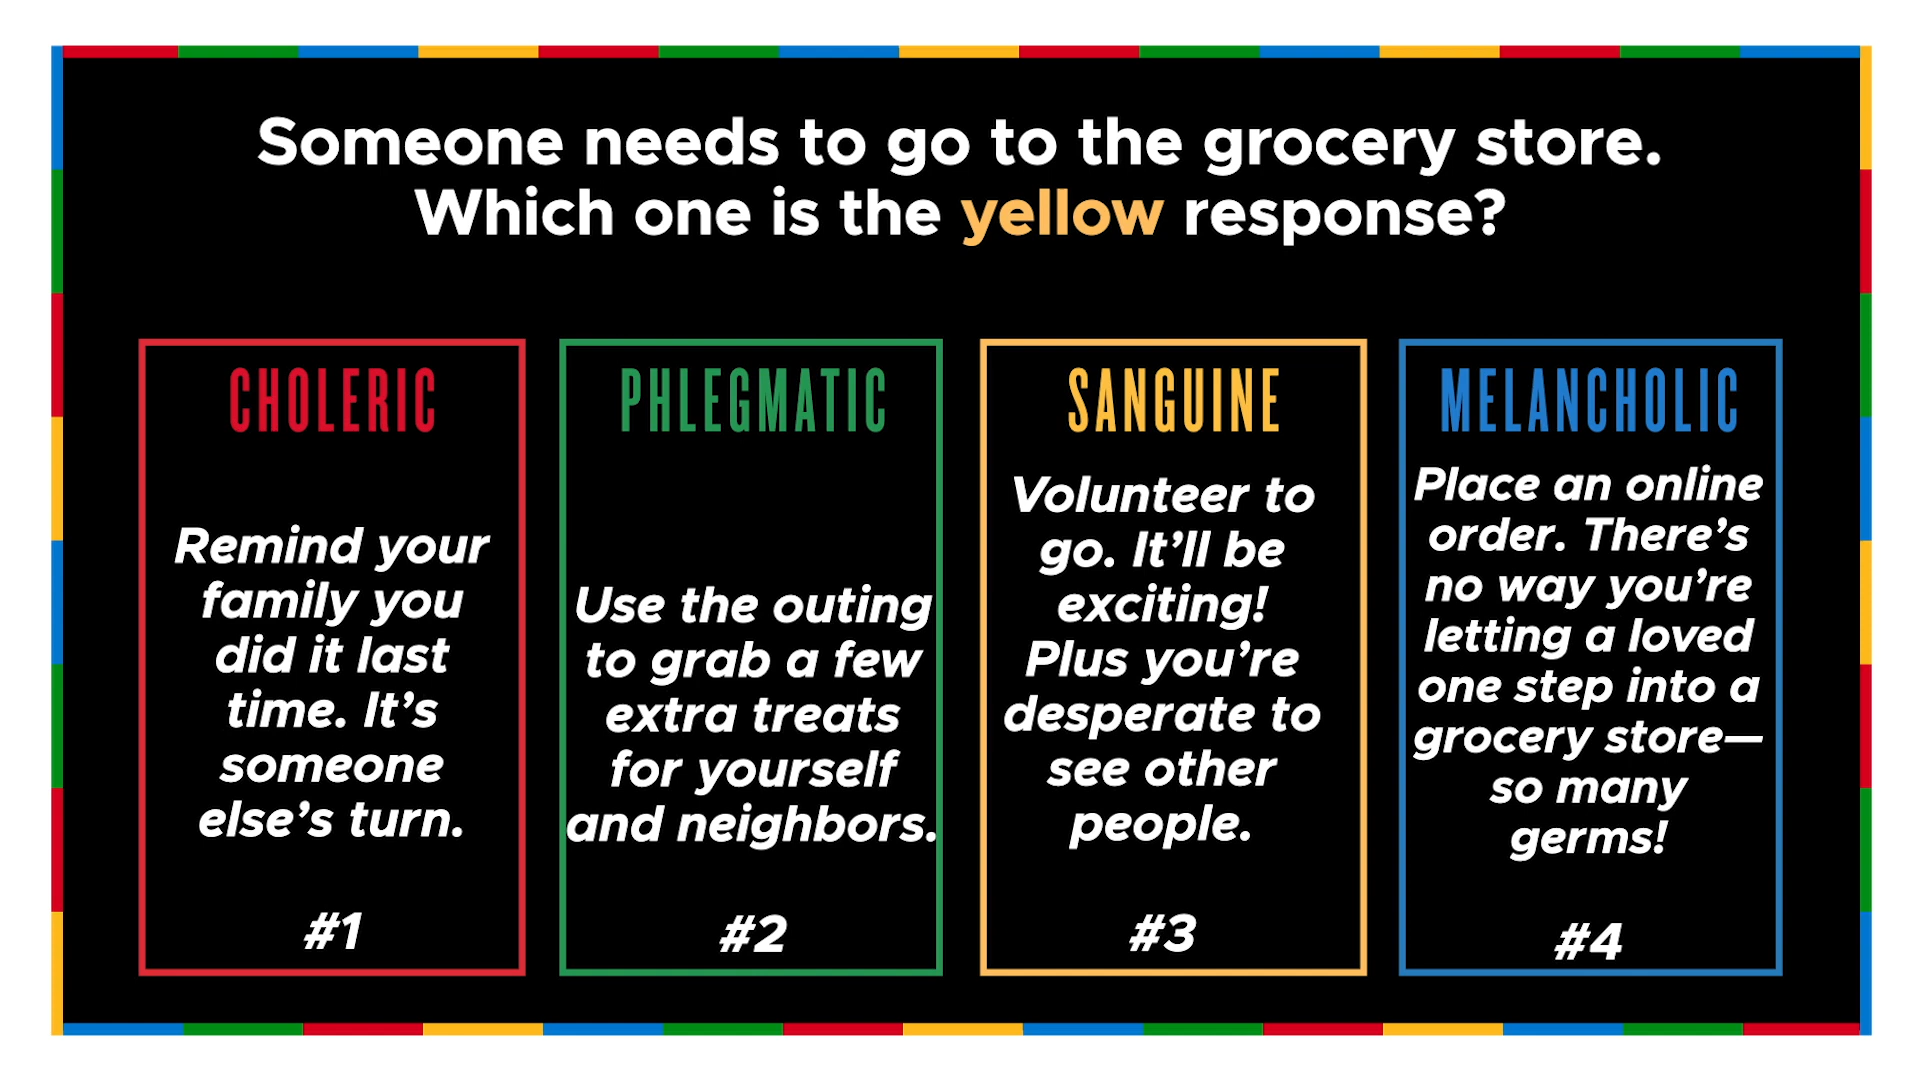 Someone needs to go to the grocery store.
Which one is the yellow response?
CHOLERIC
Remind your
family you
did it last
time. It's
someone
else's turn.
#1
PHLEGMATIC
Use the outing
to grab a few
extra treats
for yourself
and neighbors.
#2
SANGUINE
Volunteer to
go. It'll be
exciting!
Plus you're
desperate to
see other
people.
#3
MELANCHOLIC
Place an online
order. There's
no way you're
letting a loved
one step into a
grocery store—
so many
germs!
#4